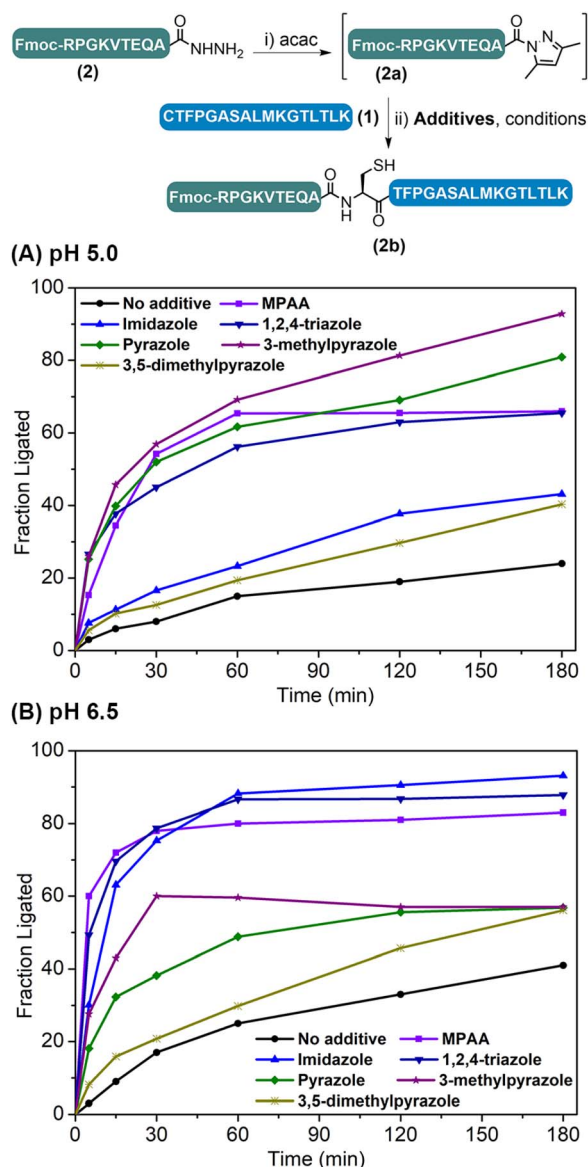 Fmoc-RPGKVTEQA
O
NHNH2
(2)
i) acac
Fmoc-RPGKVTEQA
O
N
N
(2a)
CTFPGASALMKGTLTLK (1)
ii) Additives, conditions
Fmoc-RPGKVTEQA
O
N
H
SH
O
TFPGASALMKGTLTLK
(2b)
(A) pH 5.0
Fraction Ligated
100
80
60
40
20
0
No additive
MPAA
Imidazole
1,2,4-triazole
Pyrazole
3-methylpyrazole
3,5-dimethylpyrazole
0 30 60 90 120 150 180
Time (min)
(B) pH 6.5
Fraction Ligated
100
80
60
40
20
0
No additive
MPAA
Imidazole
1,2,4-triazole
Pyrazole
3-methylpyrazole
3,5-dimethylpyrazole
0 30 60 90 120 150 180
Time (min)